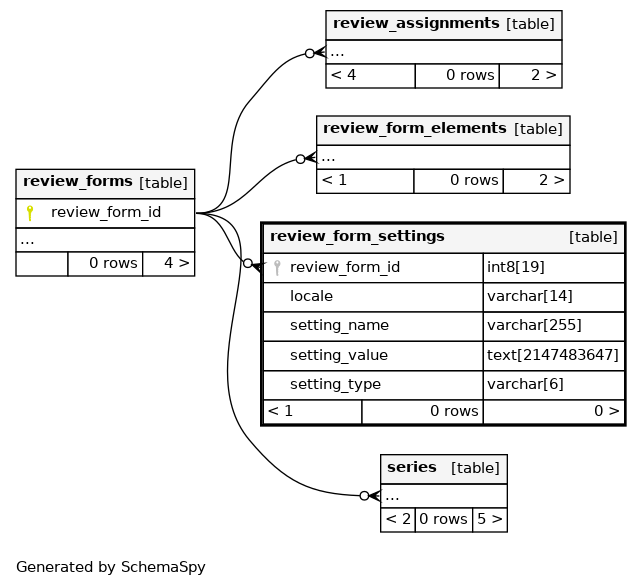 review_assignments [table]
...
< 4 0 rows 2 >
review_form_elements [table]
...
< 1 0 rows 2 >
review_forms [table]
review_form_id
...
0 rows 4 >
review_form_settings [table]
review_form_id int8[19]
locale varchar[14]
setting_name varchar[255]
setting_value text[2147483647]
setting_type varchar[6]
< 1 0 rows 0 >
series [table]
...
< 2 0 rows 5 >
Generated by SchemaSpy